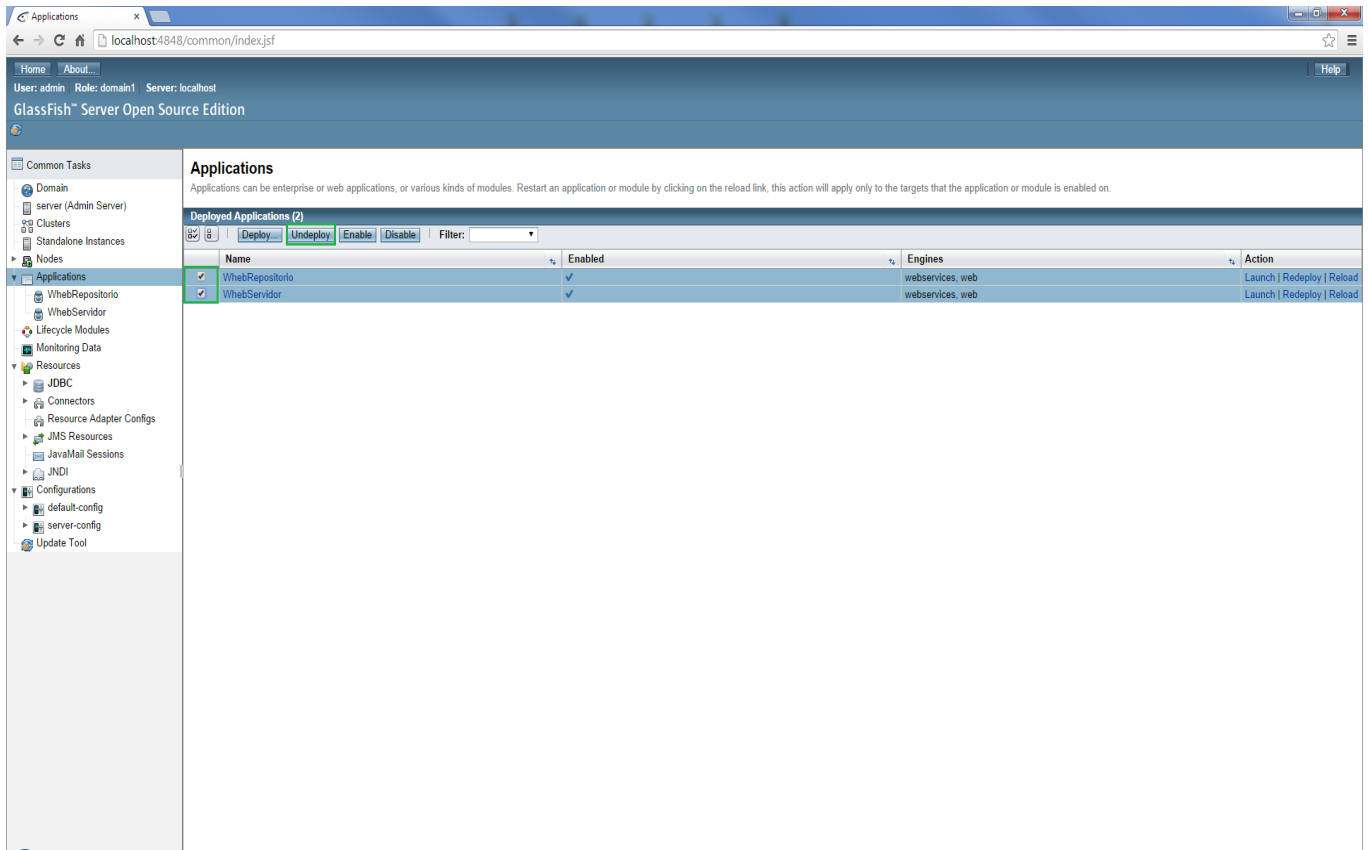 Applications
localhost:4848/common/index.jsf
Home About... Help
User: admin Role: domain1 Server: localhost
GlassFish™ Server Open Source Edition
Common Tasks
Domain
server (Admin Server)
Clusters
Standalone Instances
Nodes
Applications
WhebRepositorio
WhebServidor
Lifecycle Modules
Monitoring Data
Resources
JDBC
Connectors
Resource Adapter Configs
JMS Resources
JavaMail Sessions
JNDI
Configurations
default-config
server-config
Update Tool
Applications
Applications can be enterprise or web applications, or various kinds of modules. Restart an application or module by clicking on the reload link, this action will apply only to the targets that the application or module is enabled on.
Deployed Applications (2)
Deploy... Undeploy Enable Disable Filter:
Name Enabled Engines Action
WhebRepositorio webservices, web Launch | Redeploy | Reload
WhebServidor webservices, web Launch | Redeploy | Reload